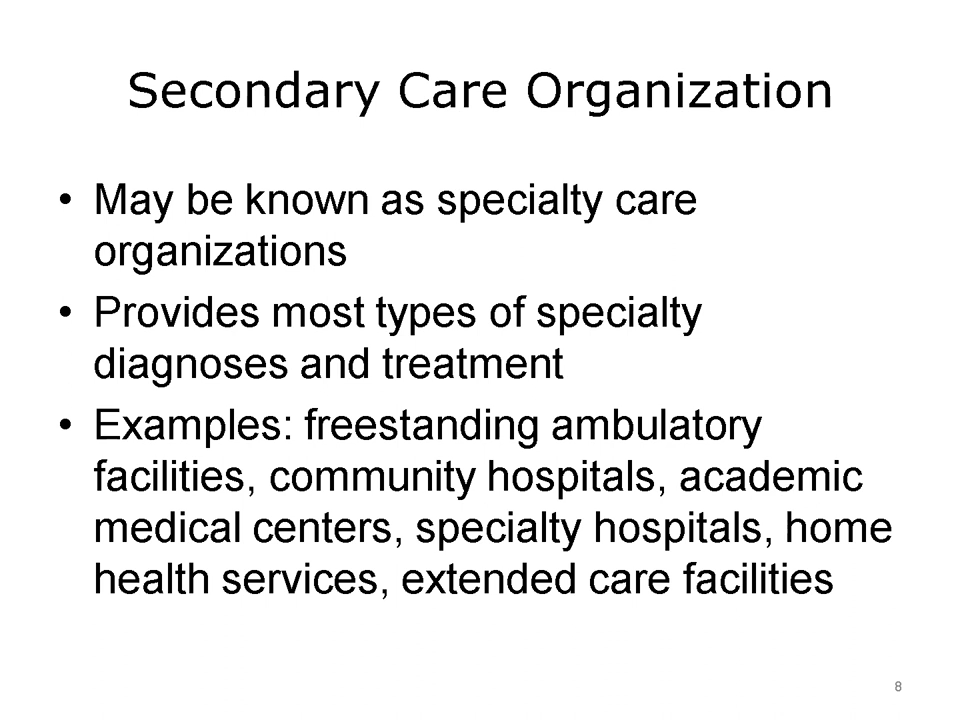 Secondary Care Organization
• May be known as specialty care
organizations
• Provides most types of specialty
diagnoses and treatment
• Examples: freestanding ambulatory
facilities, community hospitals, academic
medical centers, specialty hospitals, home
health services, extended care facilities
8